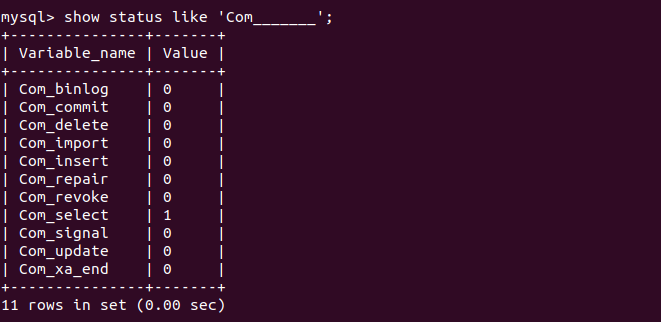 mysql> show status like 'Com_______';
+---------------+-------+
| Variable_name | Value |
+---------------+-------+
| Com_binlog    | 0     |
| Com_commit    | 0     |
| Com_delete    | 0     |
| Com_import    | 0     |
| Com_insert    | 0     |
| Com_repair    | 0     |
| Com_revoke    | 0     |
| Com_select    | 1     |
| Com_signal    | 0     |
| Com_update    | 0     |
| Com_xa_end    | 0     |
+---------------+-------+
11 rows in set (0.00 sec)